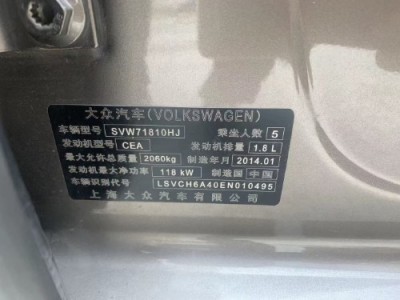 大众汽车(VOLKSWAGEN)
车辆型号 SVW71810HJ 乘坐人数 5
发动机型号 CEA 发动机排量 1.8 L
最大允许总质量 2060kg 制造年月 2014.01
发动机最大净功率 118 kW 制造国 中国
车辆识别代号 LSVCH6A40EN010495
上海大众汽车有限公司